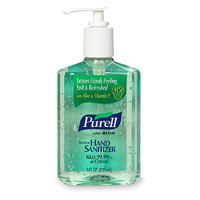 Leaves Hands Feeling
Soft & Refreshed
with Aloe & Vitamin E
Purell
with Aloe
Instant HAND
SANITIZER
KILLS 99.99%
OF GERMS